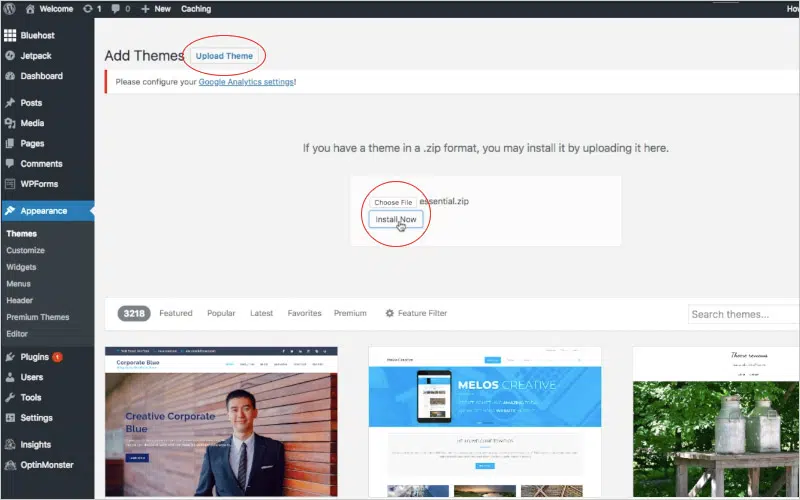 Welcome 1 0 New Caching How
Bluehost
Jetpack
Dashboard
Posts
Media
Pages
Comments
WPForms
Appearance
Themes
Customize
Widgets
Menus
Header
Premium Themes
Editor
Plugins 1
Users
Tools
Settings
Insights
OptinMonster
Add Themes Upload Theme
Please configure your Google Analytics settings!
If you have a theme in a .zip format, you may install it by uploading it here.
Choose File essential.zip
Install Now
3218 Featured Popular Latest Favorites Premium Feature Filter Search themes...
Corporate Blue
Creative Corporate
Blue
Melos Creative
MELOS CREATIVE